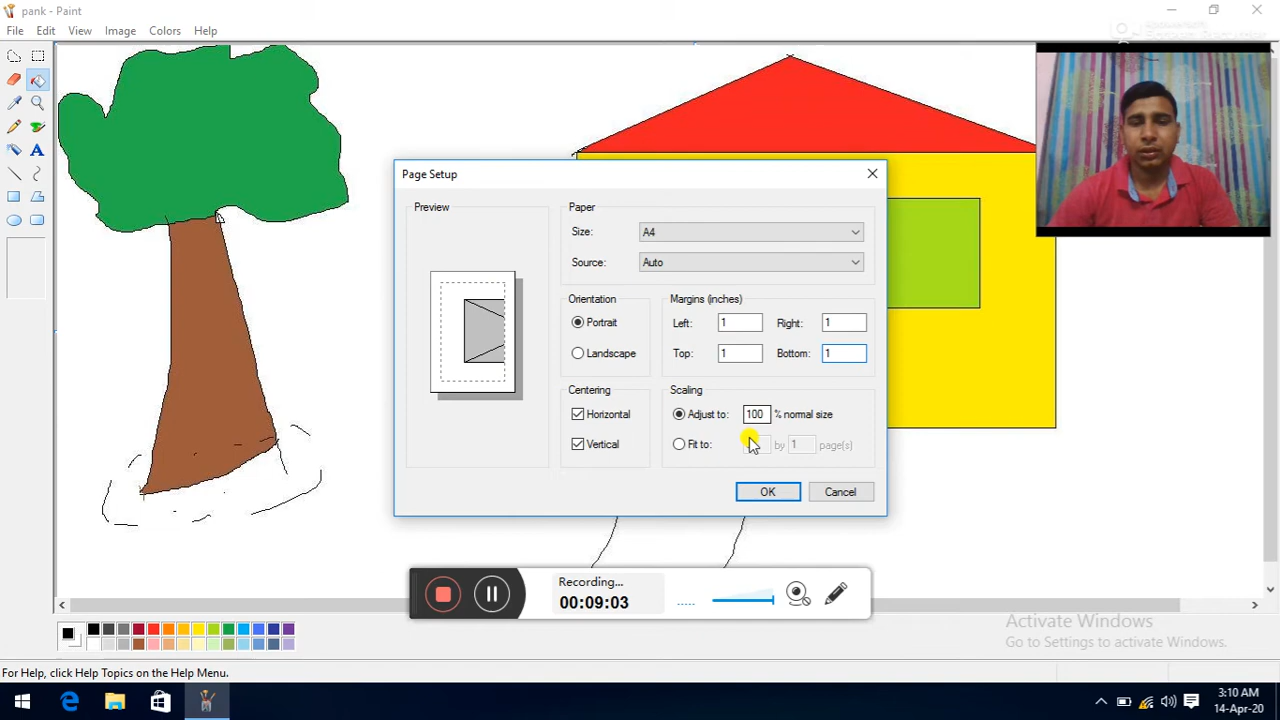 pank - Paint
File Edit View Image Colors Help
Page Setup
Preview
Paper
Size: A4
Source: Auto
Orientation
Portrait
Landscape
Margins (inches)
Left: 1 Right: 1
Top: 1 Bottom: 1
Centering
Horizontal
Vertical
Scaling
Adjust to: 100 % normal size
Fit to: by 1 page(s)
OK Cancel
Recording...
00:09:03
Activate Windows
Go to Settings to activate Windows.
For Help, click Help Topics on the Help Menu.
3:10 AM
14-Apr-20